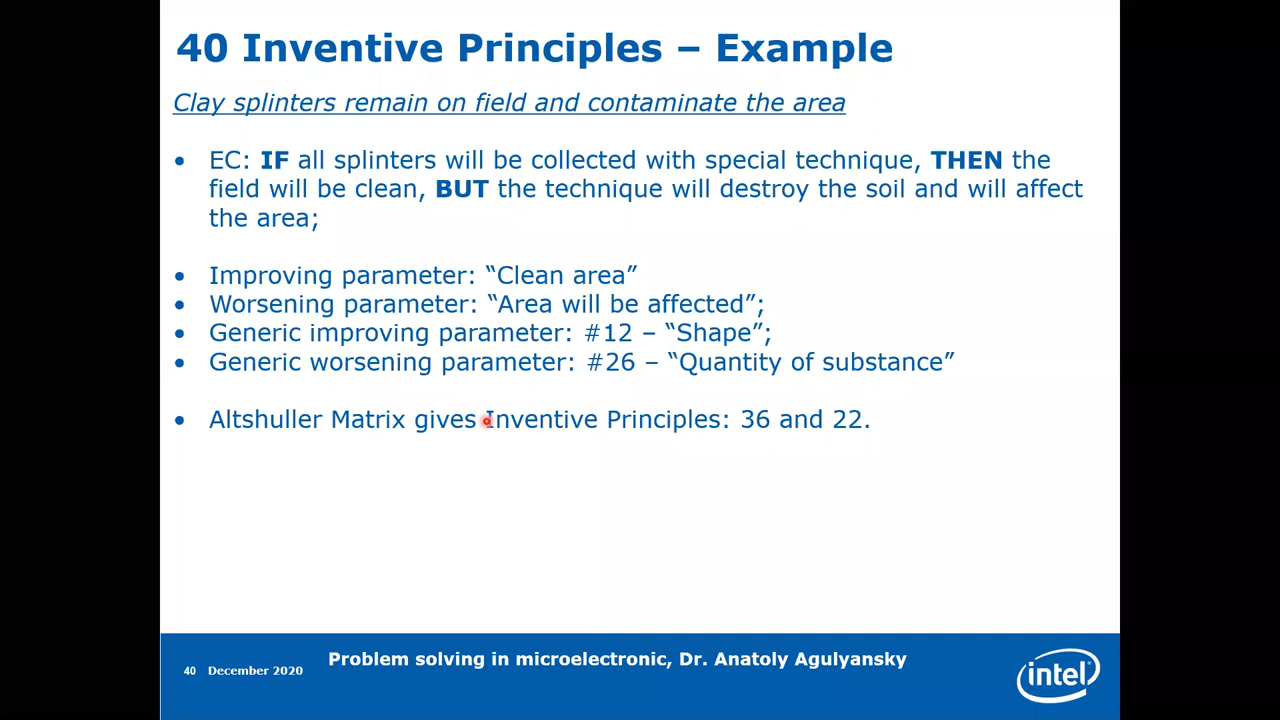 40 Inventive Principles – Example
Clay splinters remain on field and contaminate the area
• EC: IF all splinters will be collected with special technique, THEN the
field will be clean, BUT the technique will destroy the soil and will affect
the area;
• Improving parameter: “Clean area”
• Worsening parameter: “Area will be affected”;
• Generic improving parameter: #12 – “Shape”;
• Generic worsening parameter: #26 – “Quantity of substance”
• Altshuller Matrix gives Inventive Principles: 36 and 22.
40 December 2020
Problem solving in microelectronic, Dr. Anatoly Agulyansky
intel